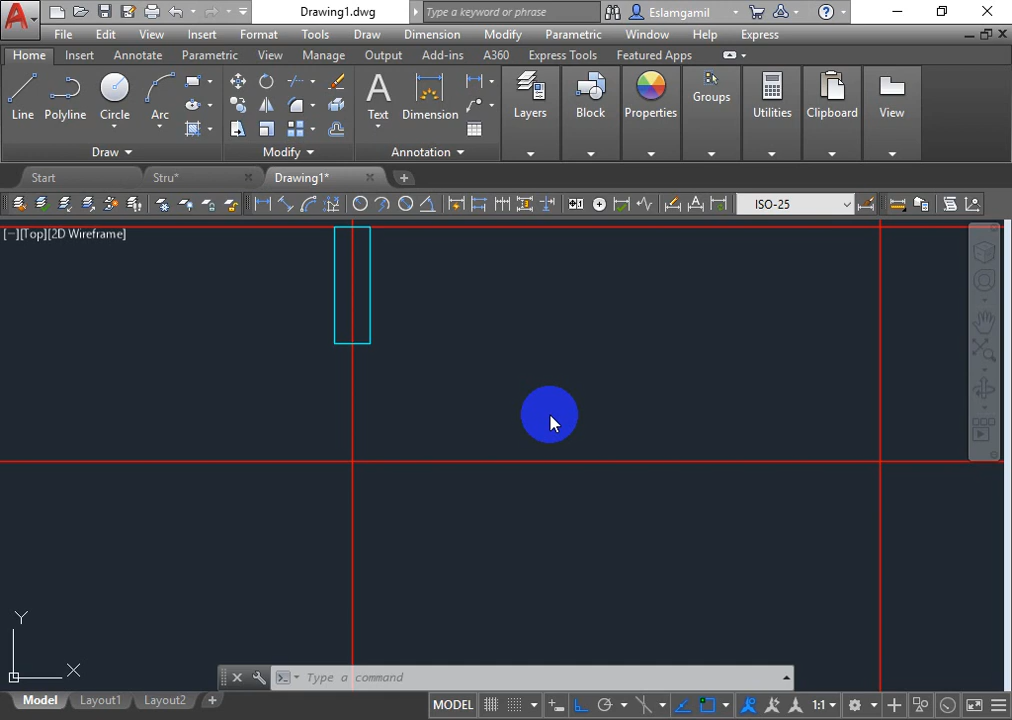 Drawing1.dwg Type a keyword or phrase Eslamgamil
File Edit View Insert Format Tools Draw Dimension Modify Parametric Window Help Express
Home Insert Annotate Parametric View Manage Output Add-ins A360 Express Tools Featured Apps
Line Polyline Circle Arc Text Dimension Layers Block Properties Groups Utilities Clipboard View
Draw Modify Annotation
Start Stru* Drawing1*
ISO-25
[−][Top][2D Wireframe]
Y
X
Type a command
Model Layout1 Layout2 MODEL 1:1